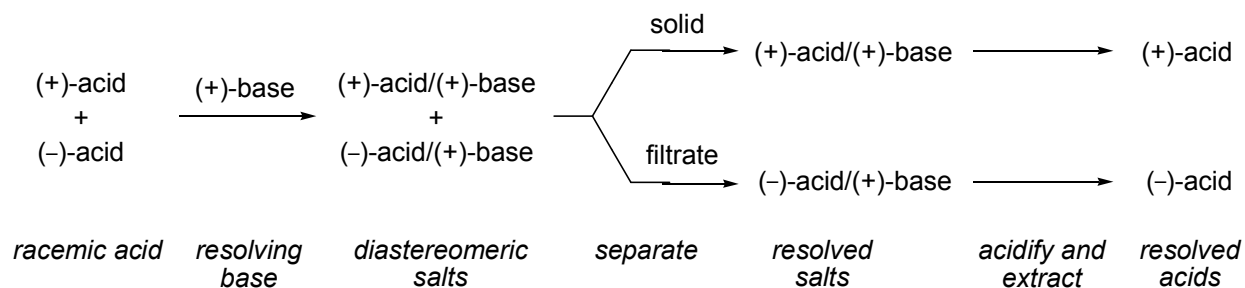 solid
(+)-acid (+)-base (+)-acid/(+)-base (+)-acid/(+)-base (+)-acid
+ +
(−)-acid (−)-acid/(+)-base filtrate (−)-acid/(+)-base (−)-acid
racemic acid resolving diastereomeric separate resolved acidify and resolved
base salts salts extract acids